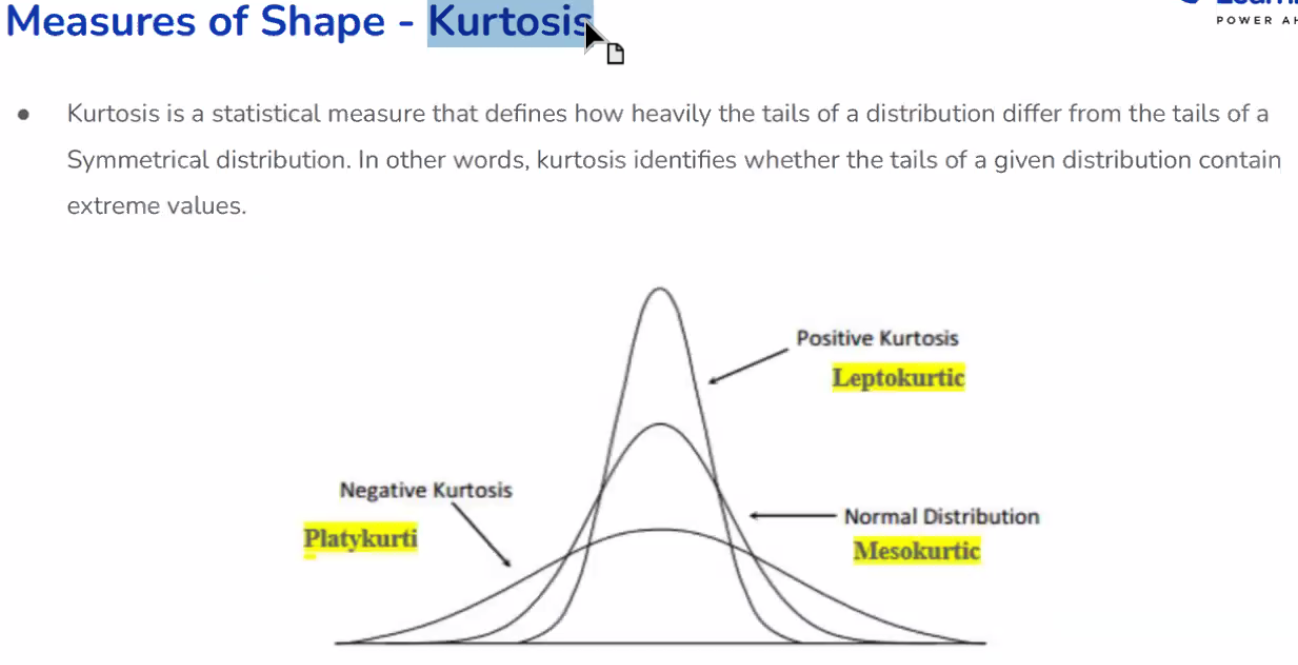 Measures of Shape - Kurtosis
POWER
● Kurtosis is a statistical measure that defines how heavily the tails of a distribution differ from the tails of a
Symmetrical distribution. In other words, kurtosis identifies whether the tails of a given distribution contain
extreme values.
Positive Kurtosis
Leptokurtic
Negative Kurtosis
Platykurti
Normal Distribution
Mesokurtic